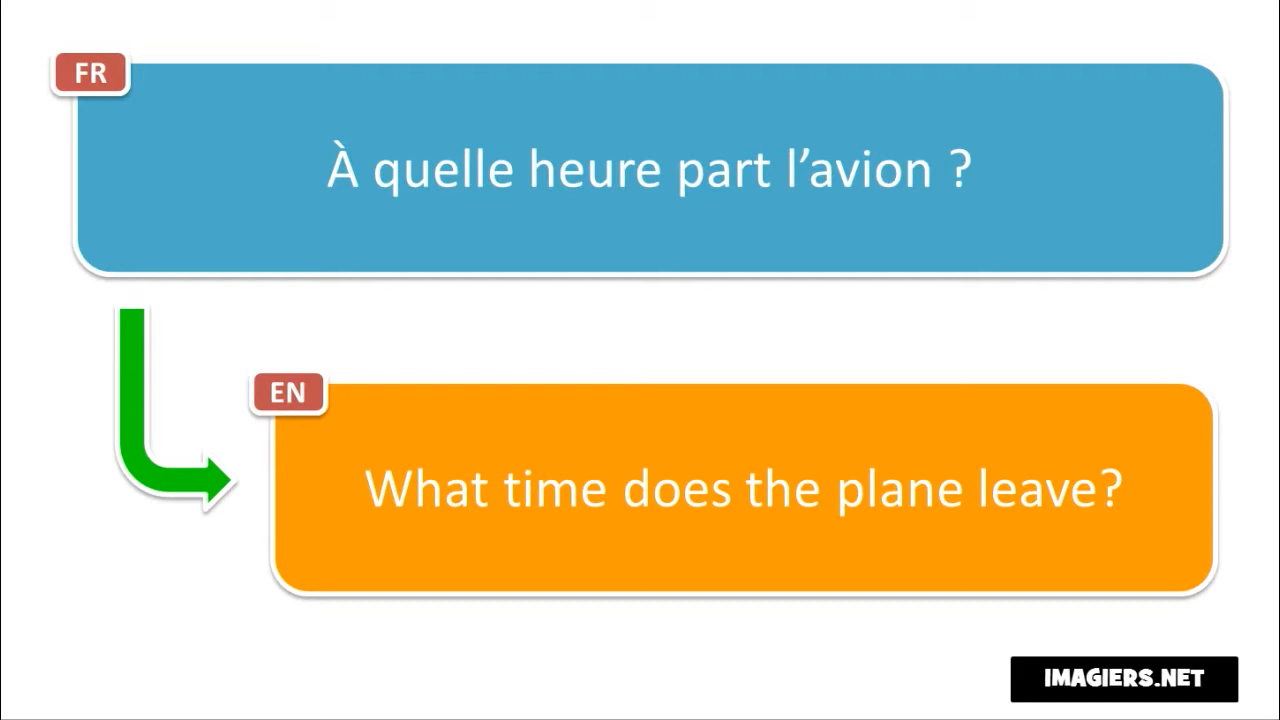 FR
À quelle heure part l’avion ?
EN
What time does the plane leave?
IMAGIERS.NET